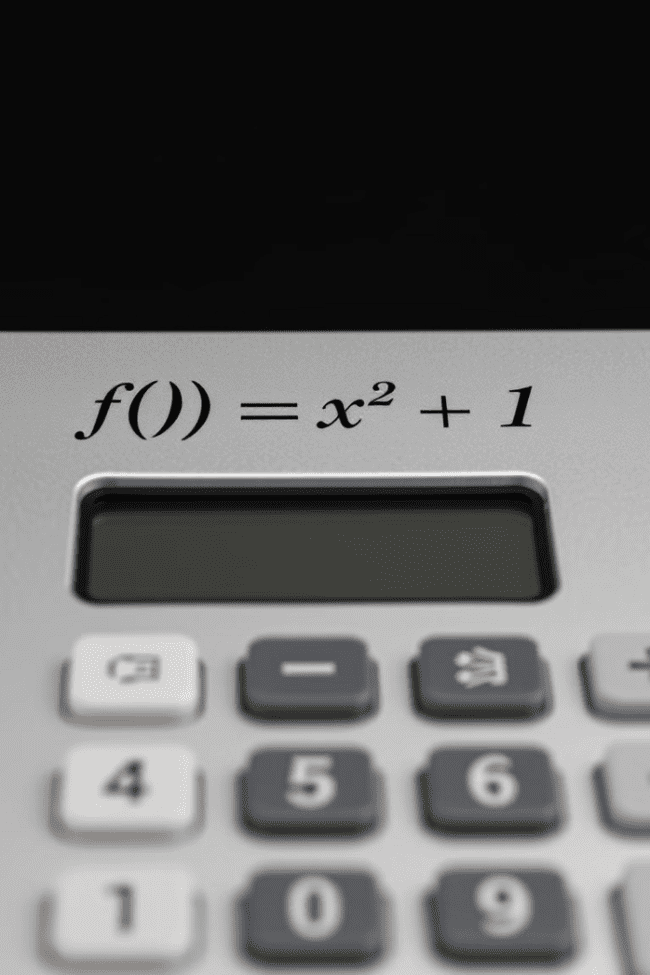 f()) = x² + 1
−
+
4 5 6
1 0 9